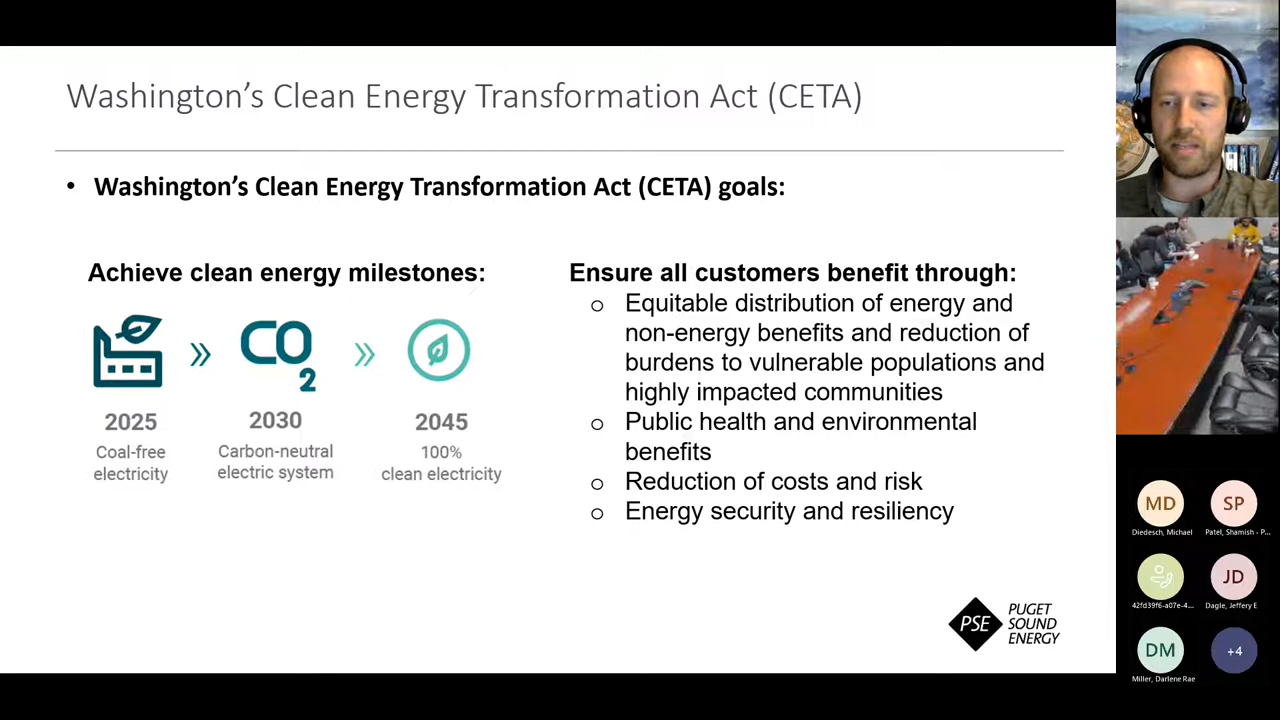 Washington's Clean Energy Transformation Act (CETA)
• Washington's Clean Energy Transformation Act (CETA) goals:
Achieve clean energy milestones:
CO2
2025
Coal-free
electricity
2030
Carbon-neutral
electric system
2045
100%
clean electricity
Ensure all customers benefit through:
o Equitable distribution of energy and
non-energy benefits and reduction of
burdens to vulnerable populations and
highly impacted communities
o Public health and environmental
benefits
o Reduction of costs and risk
o Energy security and resiliency
PSE
PUGET
SOUND
ENERGY
MD
Diedesch, Michael
SP
Patel, Shamish - P...
42fd39f6-a07e-4...
JD
Dagle, Jeffery E
DM
Miller, Darlene Rae
+4